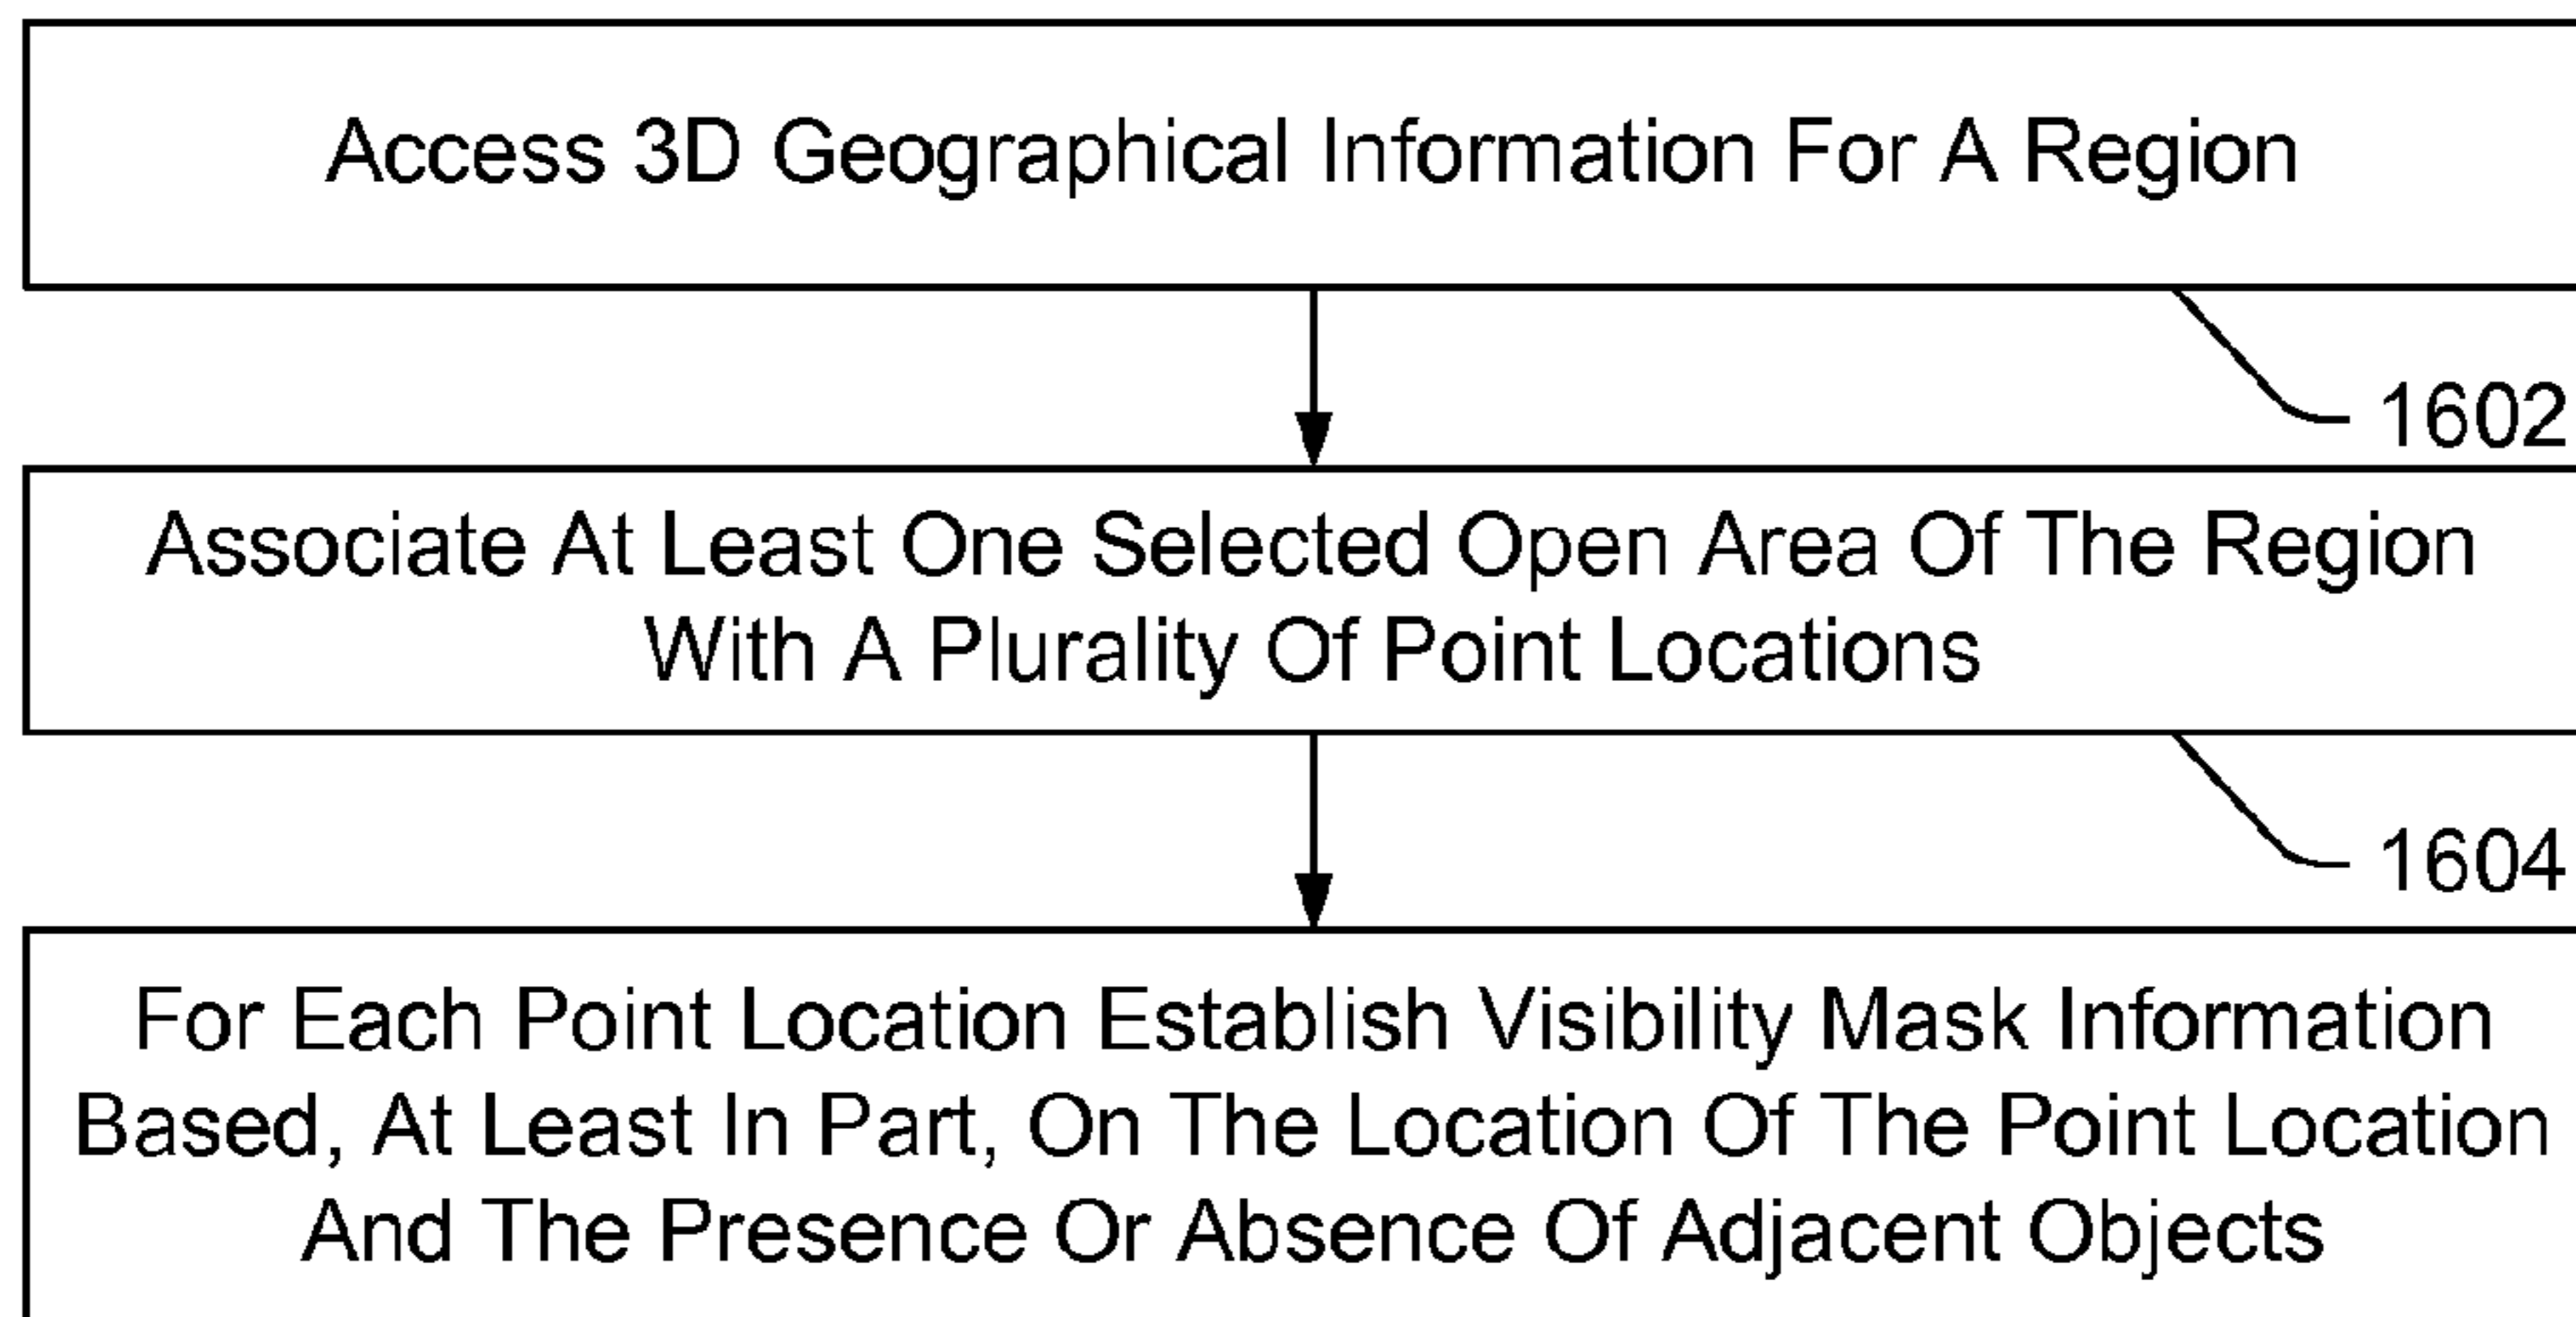 Access 3D Geographical Information For A Region
1602
Associate At Least One Selected Open Area Of The Region
With A Plurality Of Point Locations
1604
For Each Point Location Establish Visibility Mask Information
Based, At Least In Part, On The Location Of The Point Location
And The Presence Or Absence Of Adjacent Objects